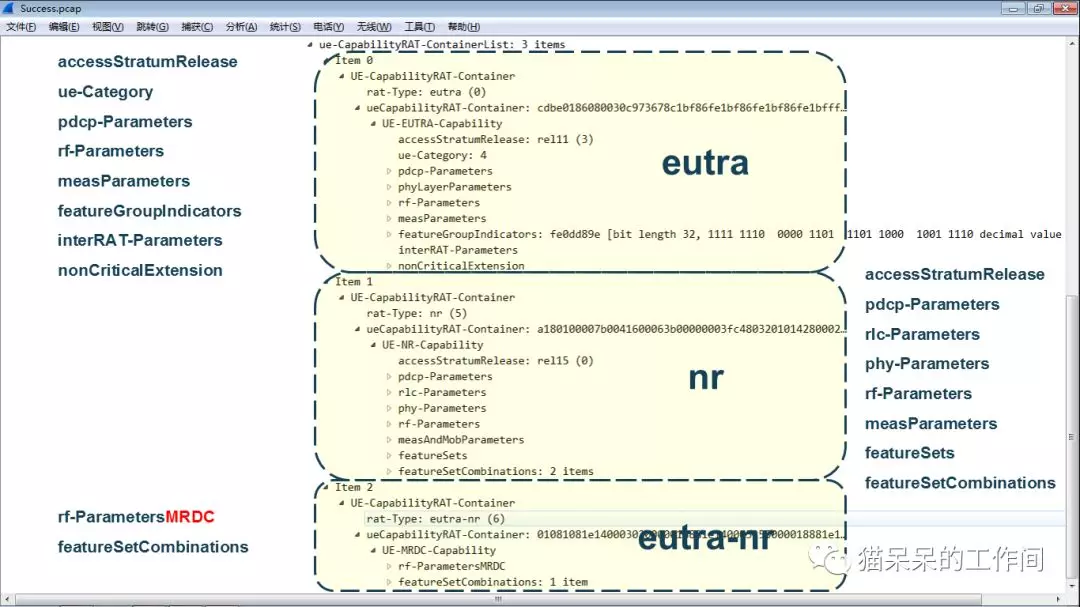 Success.pcap
文件(F) 编辑(E) 视图(V) 跳转(G) 捕获(C) 分析(A) 统计(S) 电话(Y) 无线(W) 工具(T) 帮助(H)
ue-CapabilityRAT-ContainerList: 3 items
Item 0
UE-CapabilityRAT-Container
rat-Type: eutra (0)
ueCapabilityRAT-Container: cdbe0186080030c973678c1bf86fe1bf86fe1bf86fe1bfff…
UE-EUTRA-Capability
accessStratumRelease: rel11 (3)
ue-Category: 4
pdcp-Parameters
phyLayerParameters
rf-Parameters
measParameters
featureGroupIndicators: fe0dd89e [bit length 32, 1111 1110 0000 1101 1101 1000 1001 1110 decimal value
interRAT-Parameters
nonCriticalExtension
eutra
accessStratumRelease
ue-Category
pdcp-Parameters
rf-Parameters
measParameters
featureGroupIndicators
interRAT-Parameters
nonCriticalExtension
Item 1
UE-CapabilityRAT-Container
rat-Type: nr (5)
ueCapabilityRAT-Container: a180100007b0041600063b00000003fc4803201014280002…
UE-NR-Capability
accessStratumRelease: rel15 (0)
pdcp-Parameters
rlc-Parameters
phy-Parameters
rf-Parameters
measAndMobParameters
featureSets
featureSetCombinations: 2 items
nr
accessStratumRelease
pdcp-Parameters
rlc-Parameters
phy-Parameters
rf-Parameters
measParameters
featureSets
featureSetCombinations
Item 2
UE-CapabilityRAT-Container
rat-Type: eutra-nr (6)
ueCapabilityRAT-Container:
UE-MRDC-Capability
rf-ParametersMRDC
featureSetCombinations: 1 item
eutra-nr
rf-ParametersMRDC
featureSetCombinations
猫呆呆的工作间